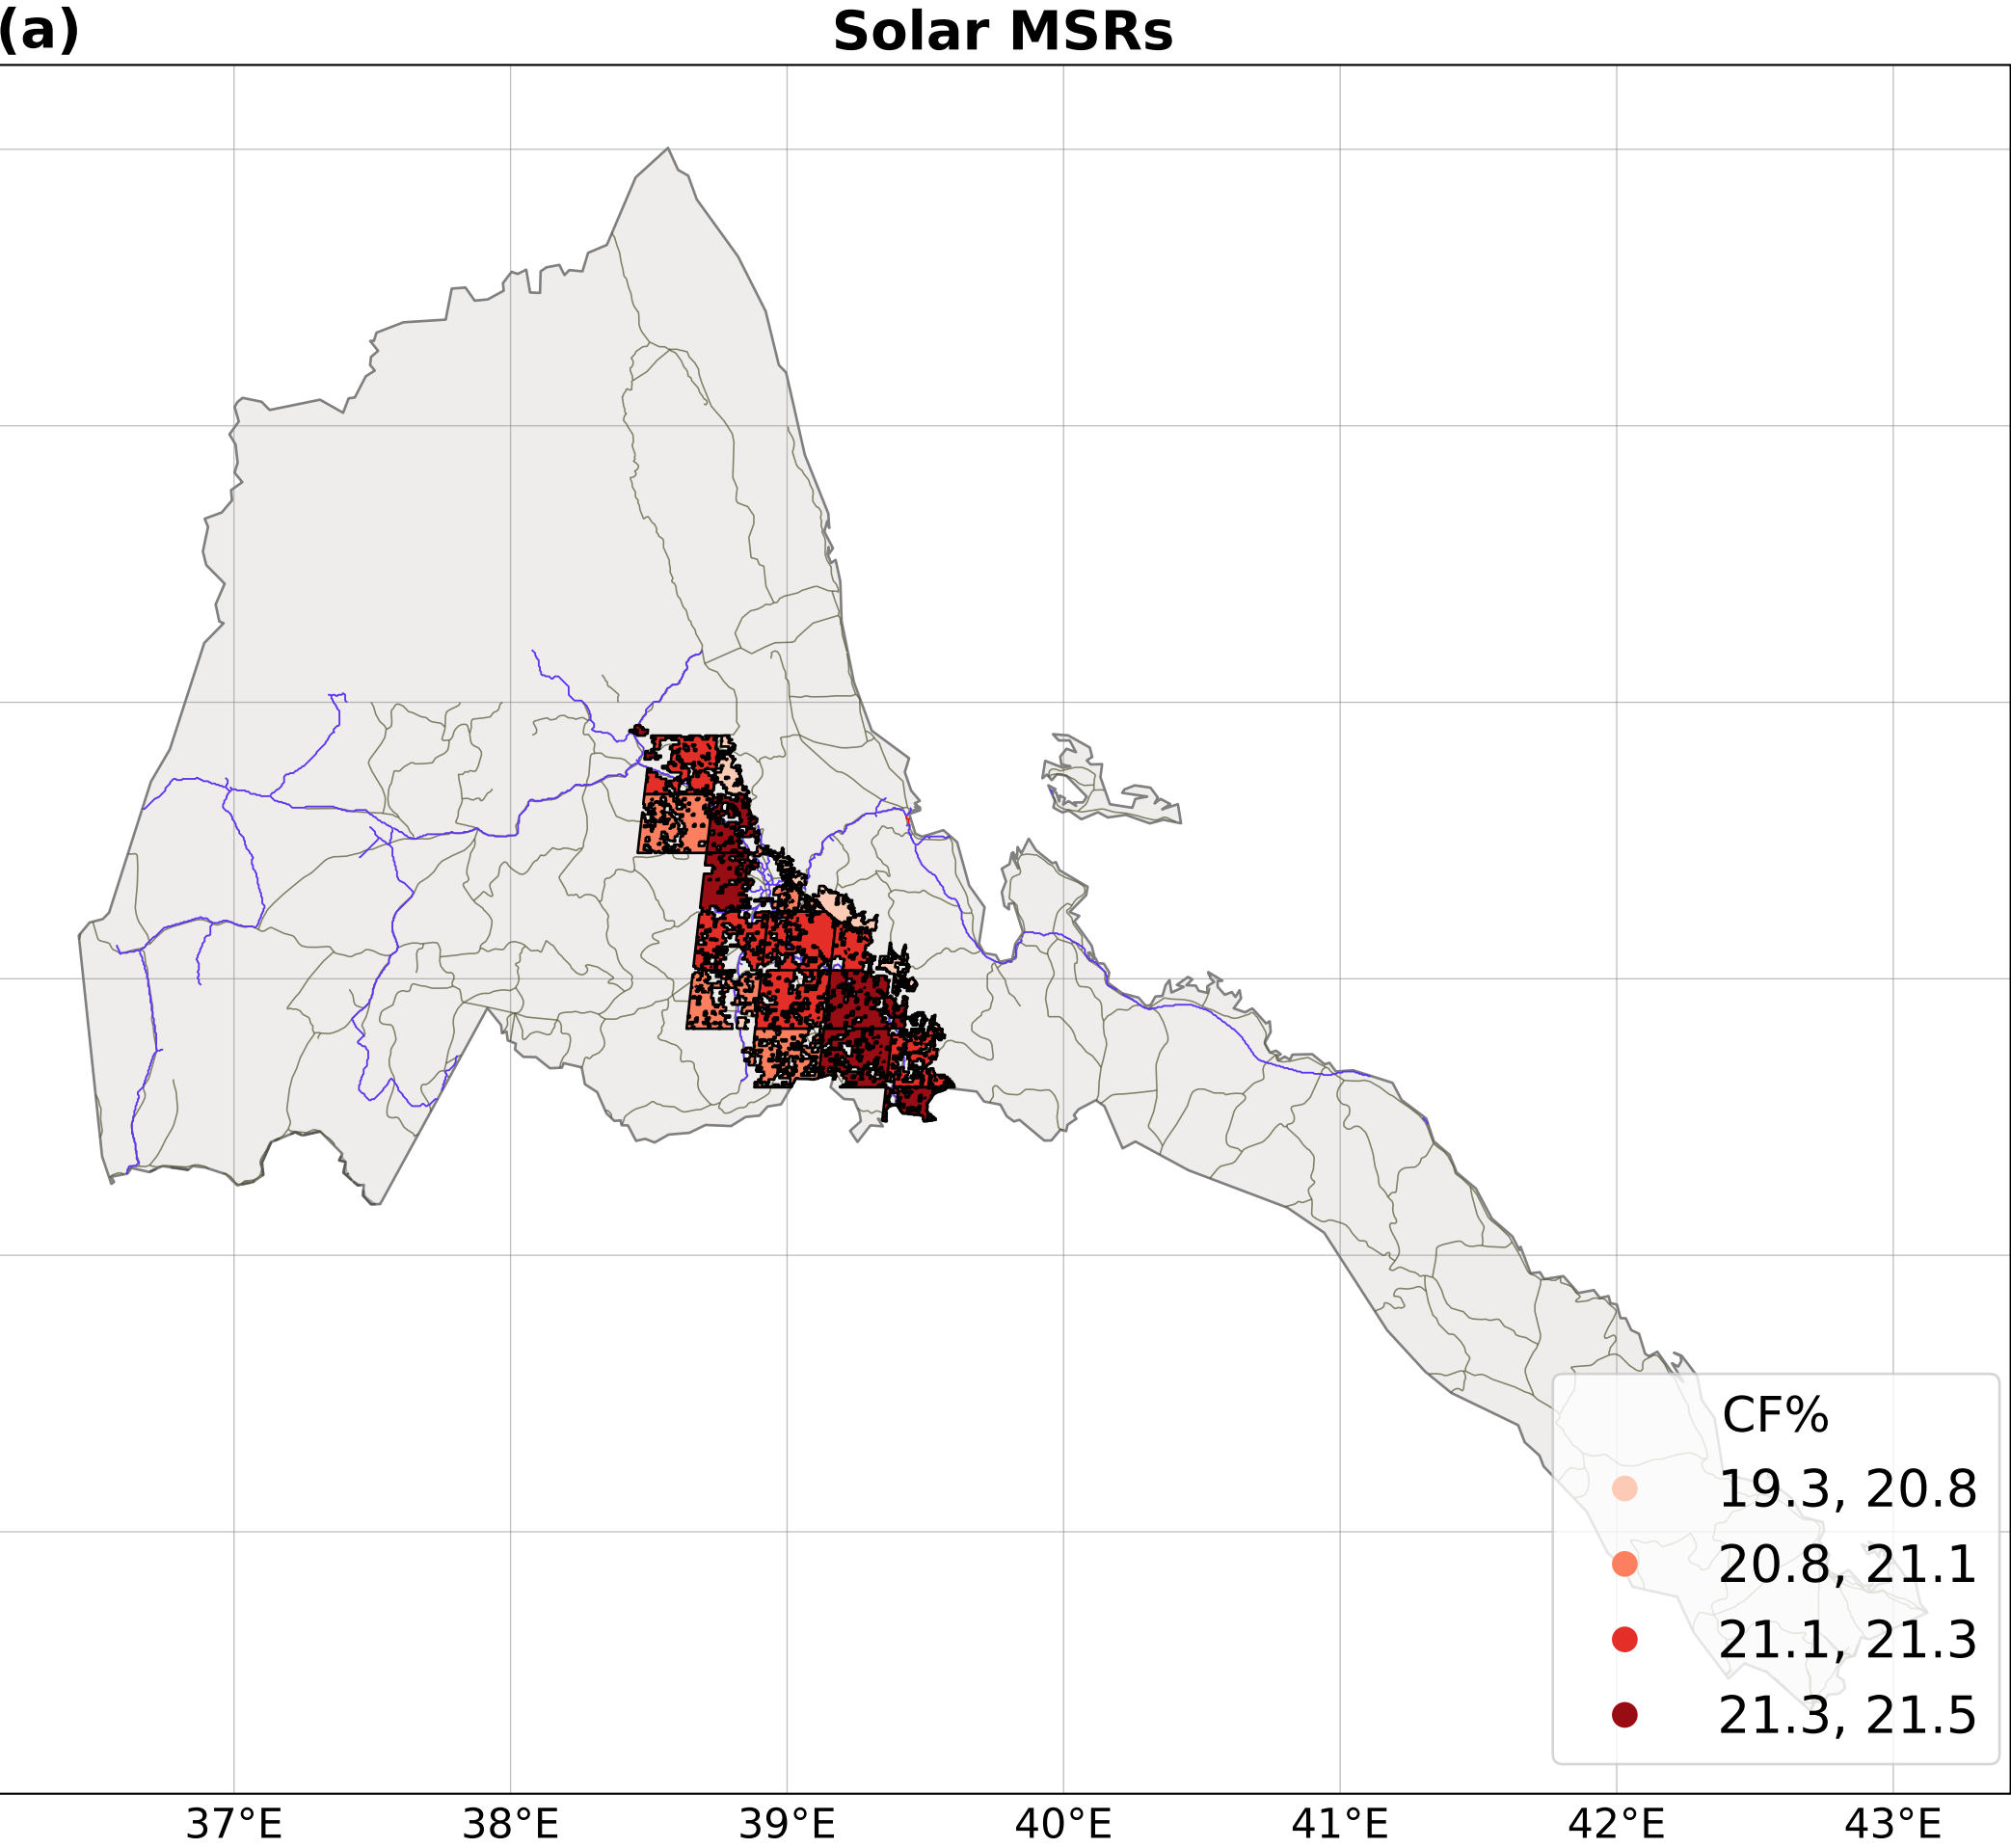 (a)
Solar MSRs
CF%
19.3, 20.8
20.8, 21.1
21.1, 21.3
21.3, 21.5
37°E 38°E 39°E 40°E 41°E 42°E 43°E